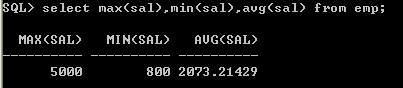 SQL> select max(sal),min(sal),avg(sal) from emp;
MAX(SAL) MIN(SAL) AVG(SAL)
---------- ---------- ----------
5000 800 2073.21429